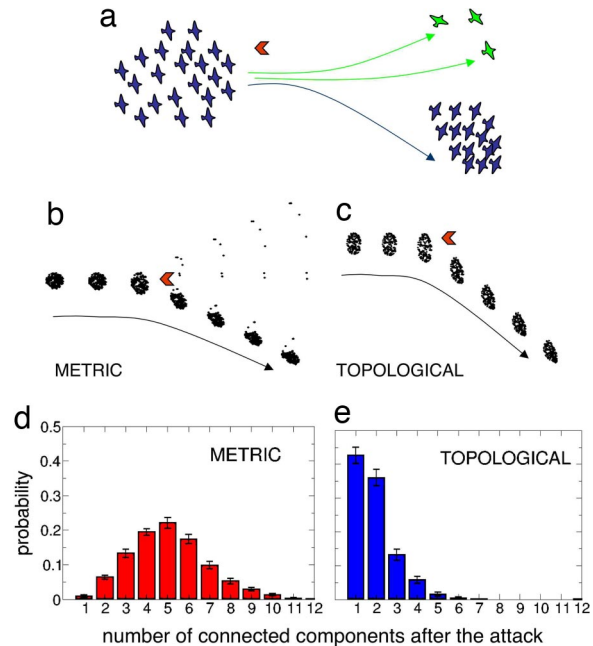 a
b
c
METRIC
TOPOLOGICAL
d
e
METRIC
TOPOLOGICAL
probability
0.5
0.4
0.3
0.2
0.1
0
1 2 3 4 5 6 7 8 9 10 11 12
1 2 3 4 5 6 7 8 9 10 11 12
number of connected components after the attack